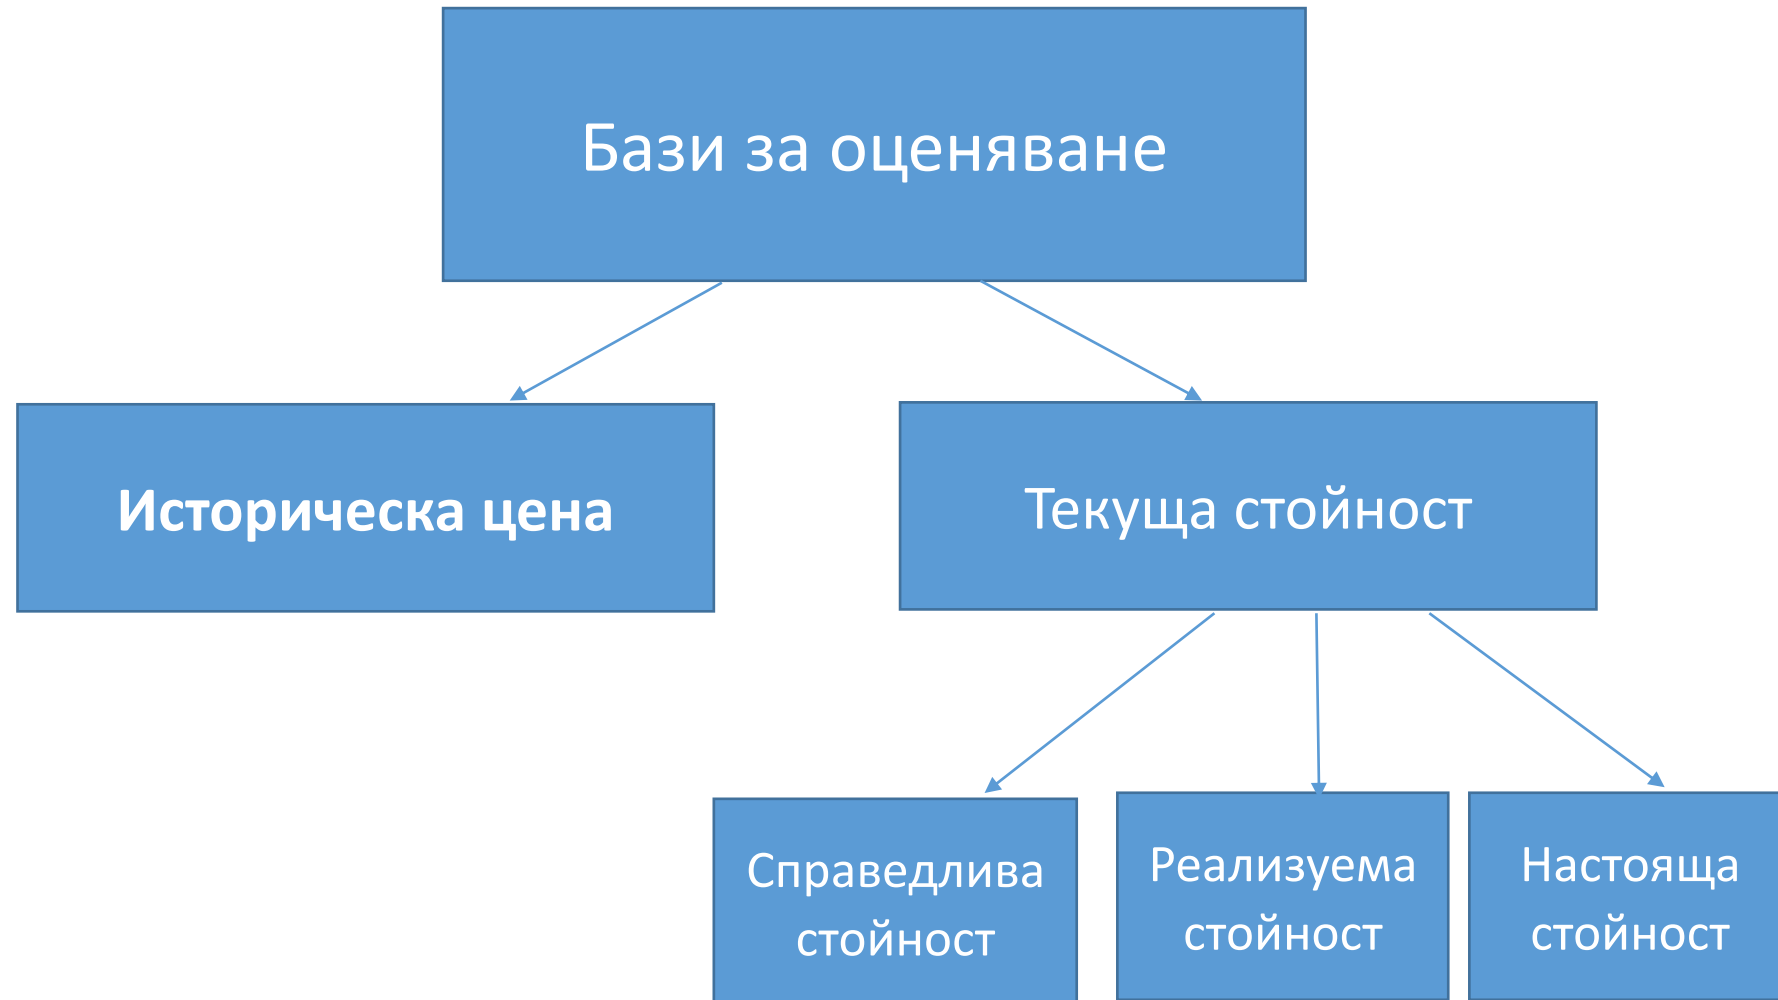 Бази за оценяване
Историческа цена
Текуща стойност
Справедлива
стойност
Реализуема
стойност
Настояща
стойност